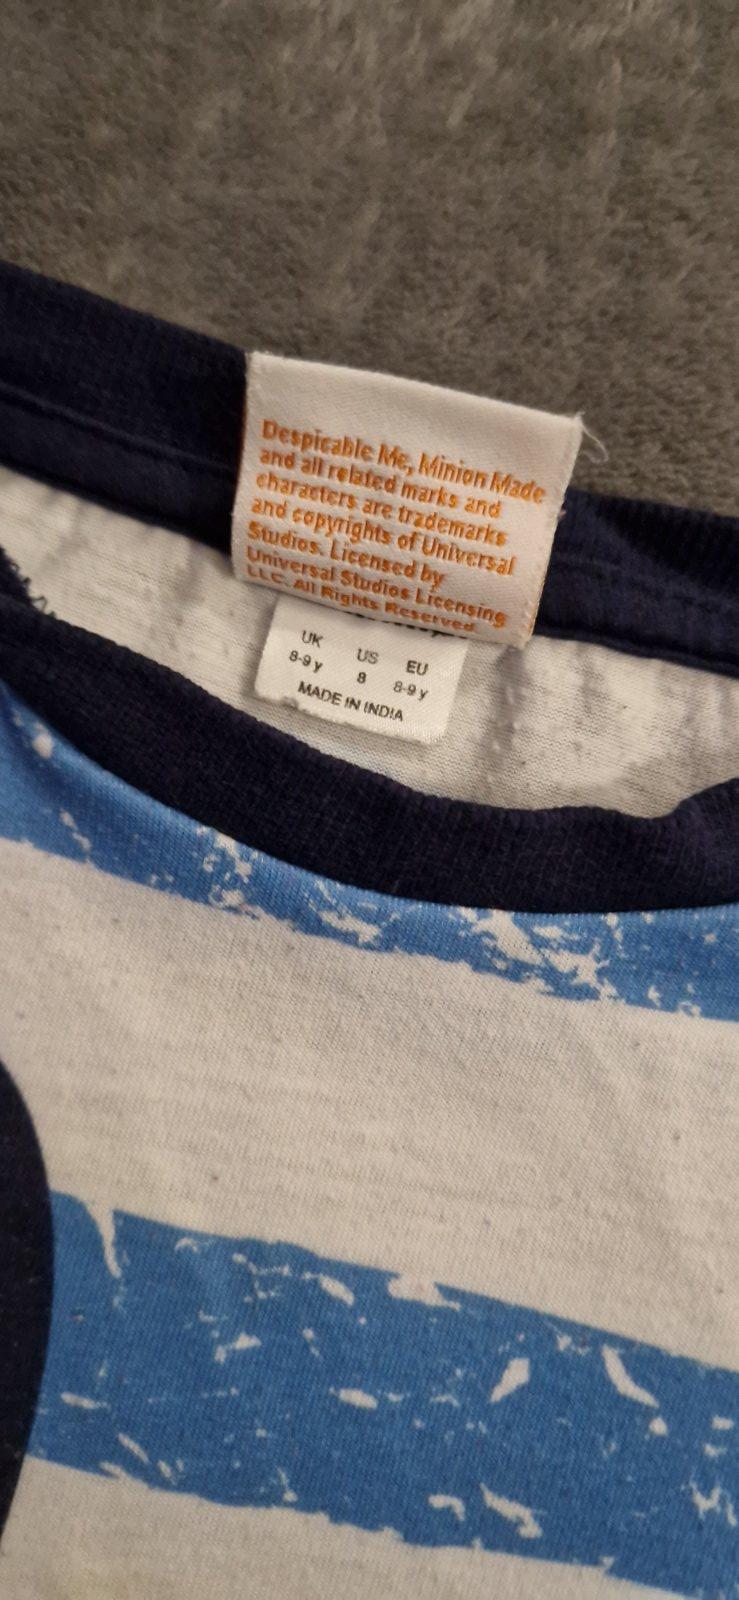 Despicable Me, Minion Made
and all related marks and
characters are trademarks
and copyrights of Universal
Studios. Licensed by
Universal Studios Licensing
LLC. All Rights Reserved.
UK US EU
8-9 y 8 8-9 y
MADE IN INDIA